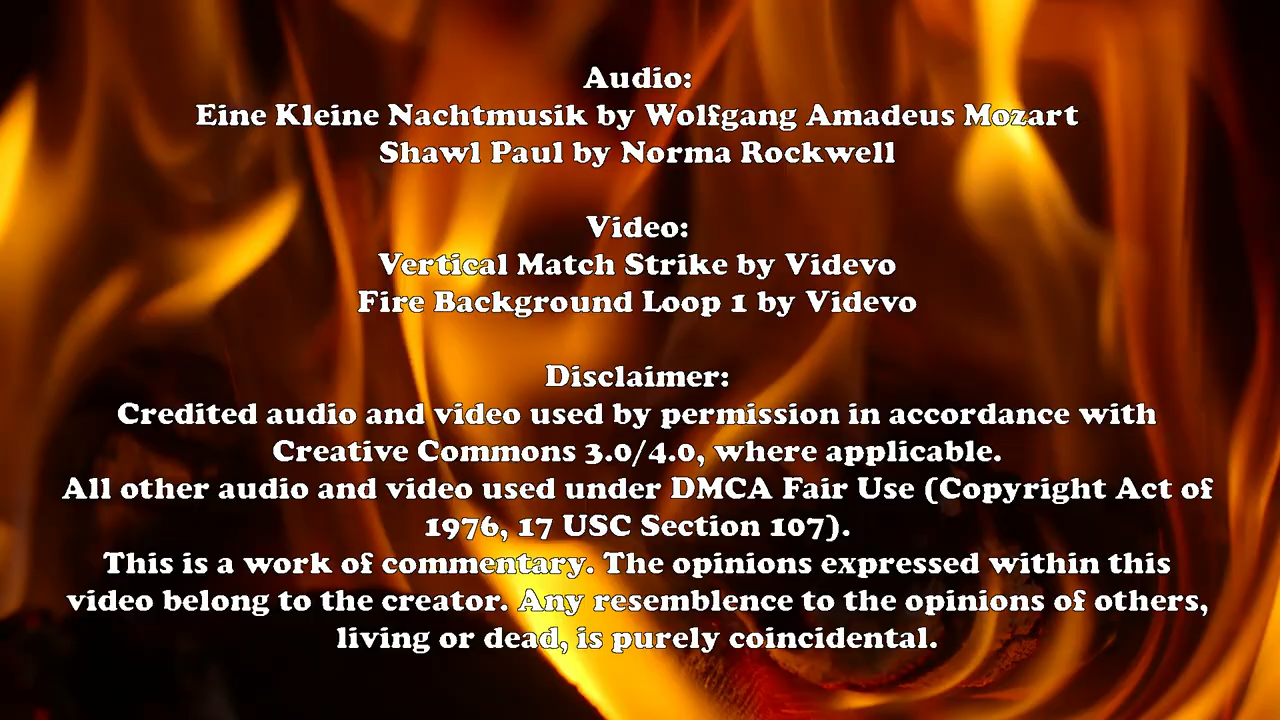 Audio:
Eine Kleine Nachtmusik by Wolfgang Amadeus Mozart
Shawl Paul by Norma Rockwell
Video:
Vertical Match Strike by Videvo
Fire Background Loop 1 by Videvo
Disclaimer:
Credited audio and video used by permission in accordance with
Creative Commons 3.0/4.0, where applicable.
All other audio and video used under DMCA Fair Use (Copyright Act of
1976, 17 USC Section 107).
This is a work of commentary. The opinions expressed within this
video belong to the creator. Any resemblence to the opinions of others,
living or dead, is purely coincidental.